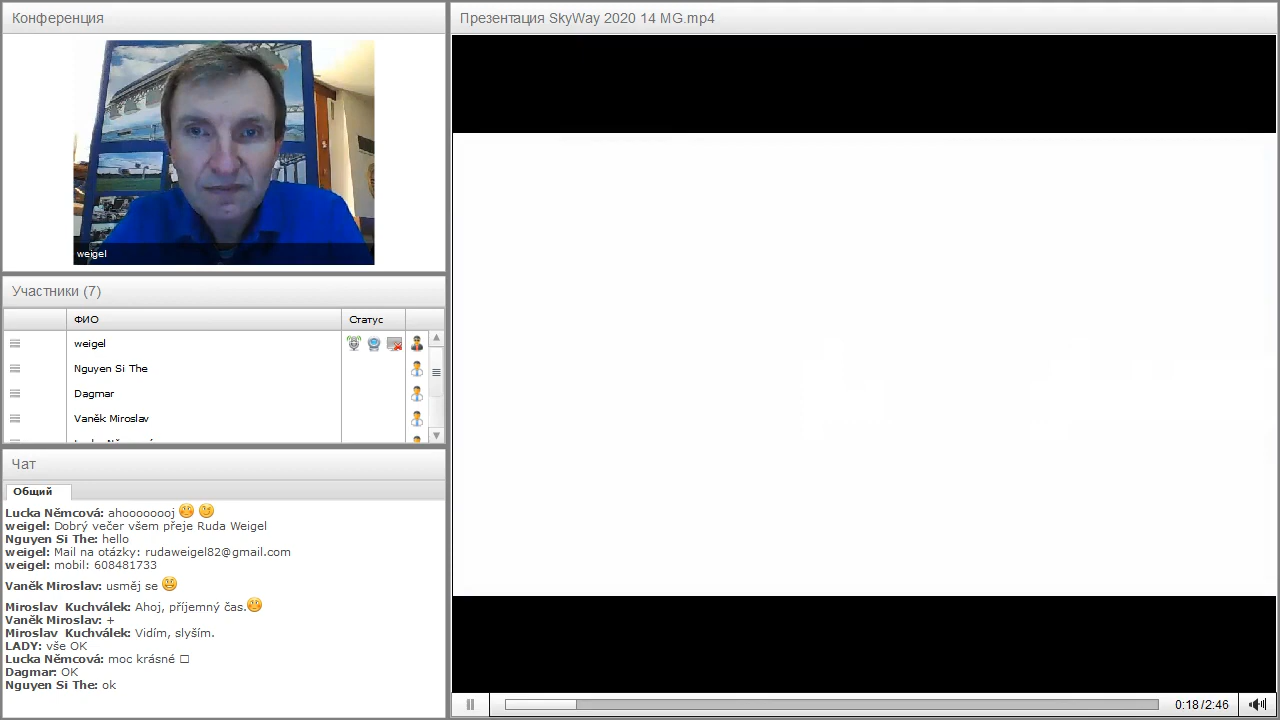 Конференция
weigel
Участники (7)
ФИО Статус
weigel
Nguyen Si The
Dagmar
Vaněk Miroslav
Чат
Общий
Lucka Němcová: ahoooooooj
weigel: Dobrý večer všem přeje Ruda Weigel
Nguyen Si The: hello
weigel: Mail na otázky: rudaweigel82@gmail.com
weigel: mobil: 608481733
Vaněk Miroslav: usměj se
Miroslav Kuchválek: Ahoj, příjemný čas.
Vaněk Miroslav: +
Miroslav Kuchválek: Vidím, slyším.
LADY: vše OK
Lucka Němcová: moc krásné
Dagmar: OK
Nguyen Si The: ok
Презентация SkyWay 2020 14 MG.mp4
0:18/2:46